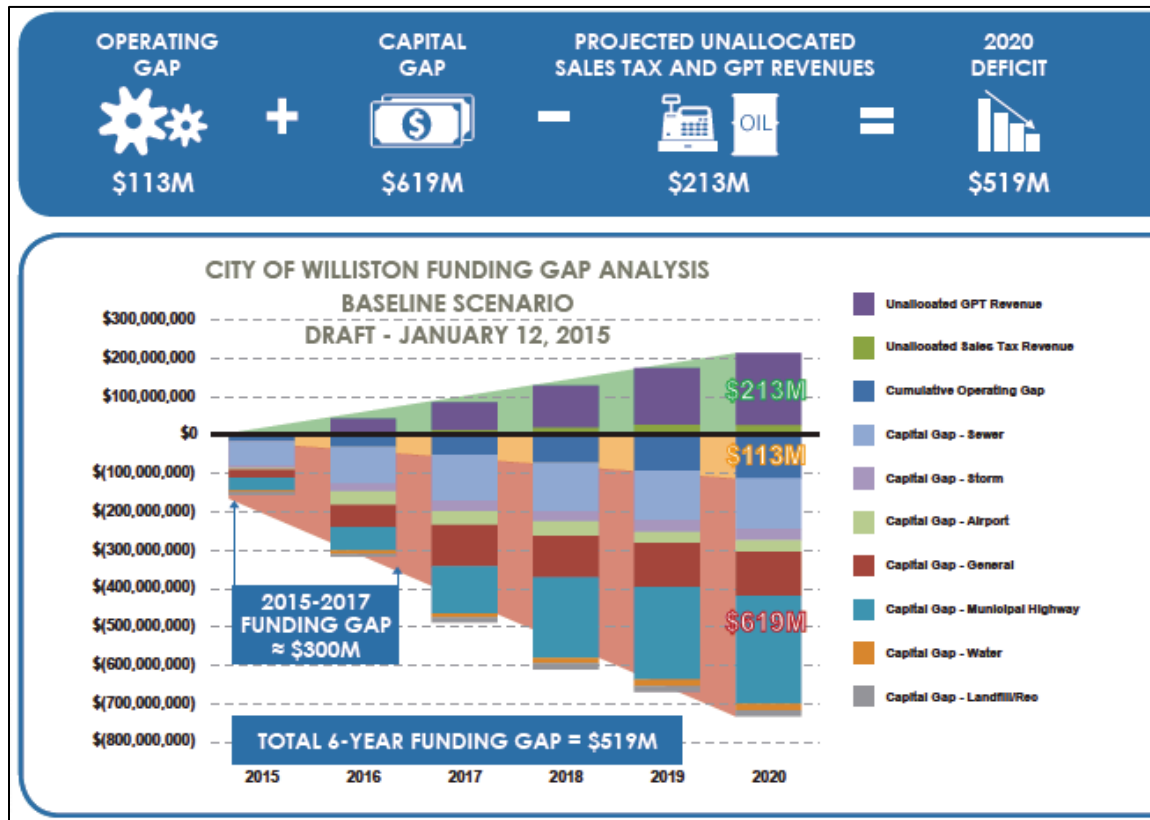 OPERATING GAP
CAPITAL GAP
PROJECTED UNALLOCATED SALES TAX AND GPT REVENUES
2020 DEFICIT
+
$
−
OIL
=
$113M
$619M
$213M
$519M
CITY OF WILLISTON FUNDING GAP ANALYSIS
BASELINE SCENARIO
DRAFT - JANUARY 12, 2015
$300,000,000
$200,000,000
$100,000,000
$0
$(100,000,000)
$(200,000,000)
$(300,000,000)
$(400,000,000)
$(500,000,000)
$(600,000,000)
$(700,000,000)
$(800,000,000)
$213M
$113M
$619M
2015-2017
FUNDING GAP
≈ $300M
TOTAL 6-YEAR FUNDING GAP = $519M
2015
2016
2017
2018
2019
2020
Unallocated GPT Revenue
Unallocated Sales Tax Revenue
Cumulative Operating Gap
Capital Gap - Sewer
Capital Gap - Storm
Capital Gap - Airport
Capital Gap - General
Capital Gap - Municipal Highway
Capital Gap - Water
Capital Gap - Landfill/Rec